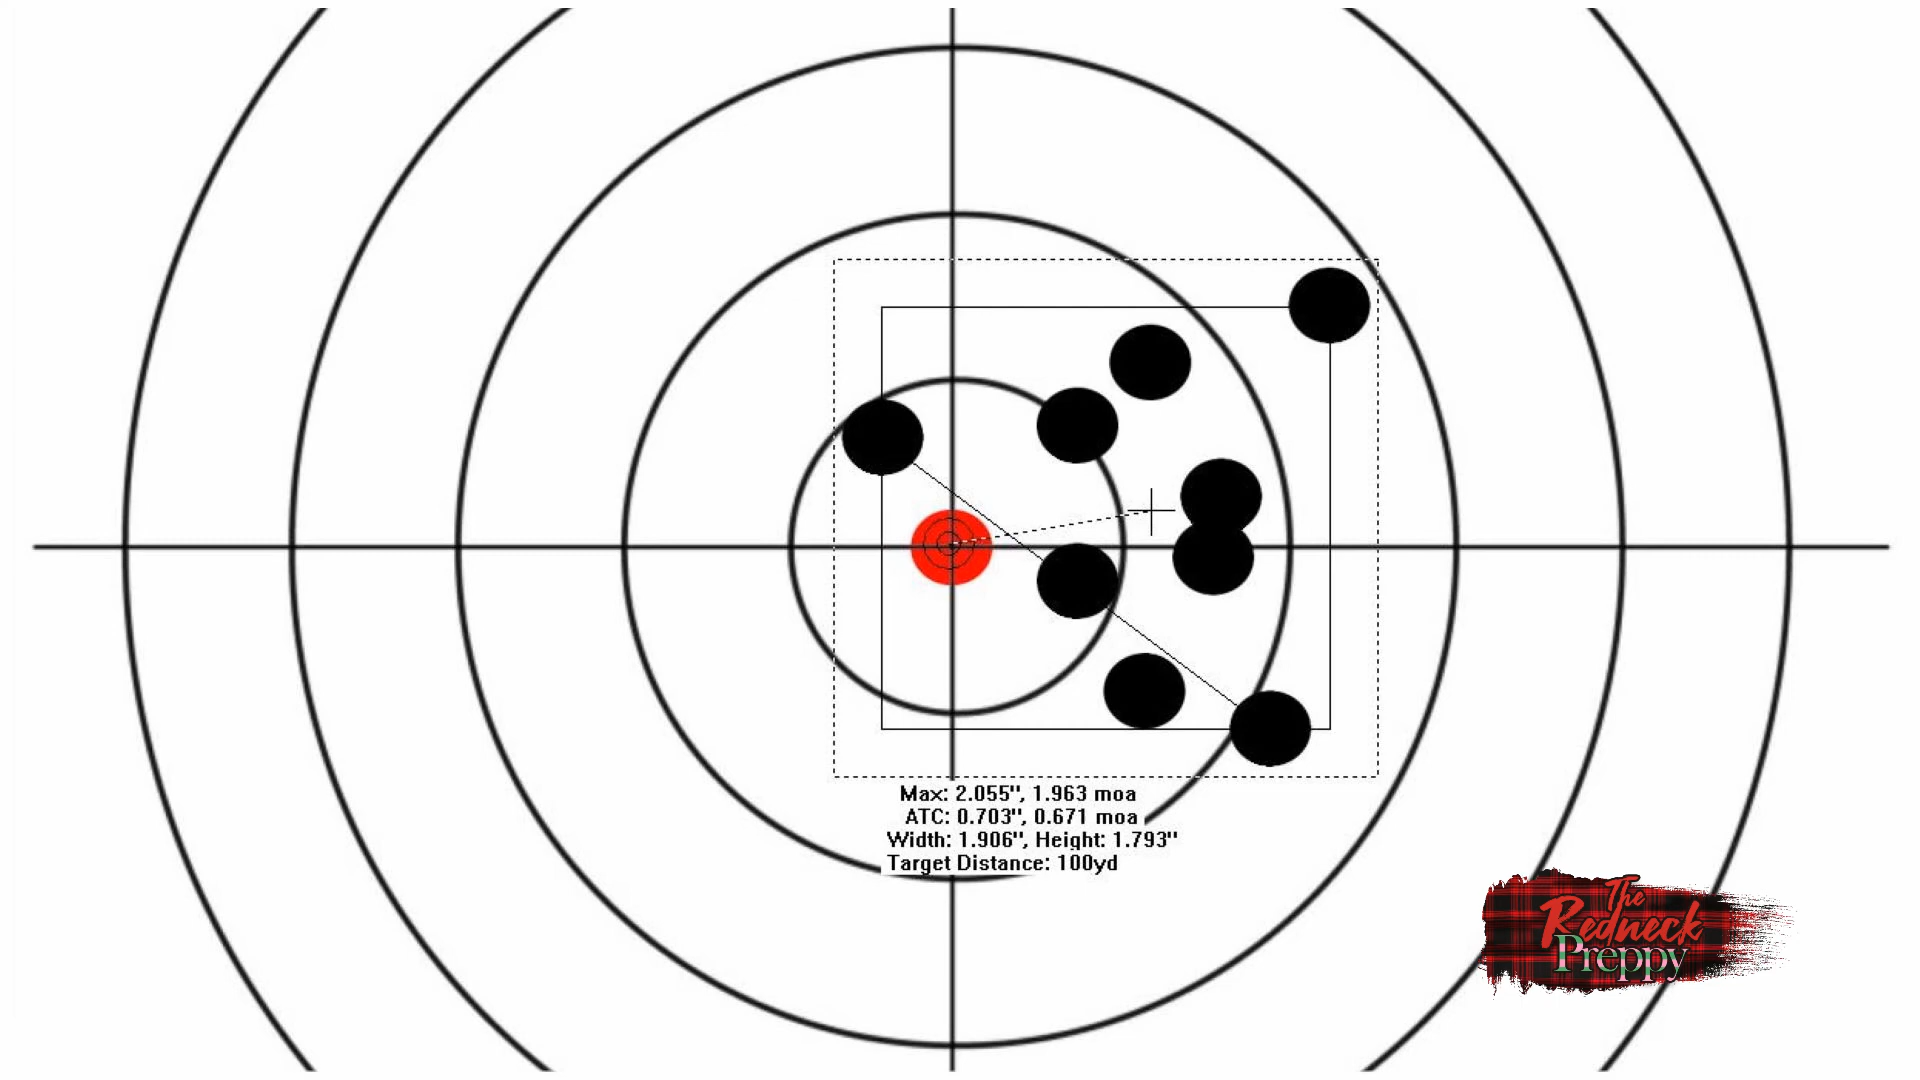 Max: 2.055", 1.963 moa
ATC: 0.703", 0.671 moa
Width: 1.906", Height: 1.793"
Target Distance: 100yd
The
Redneck
Preppy